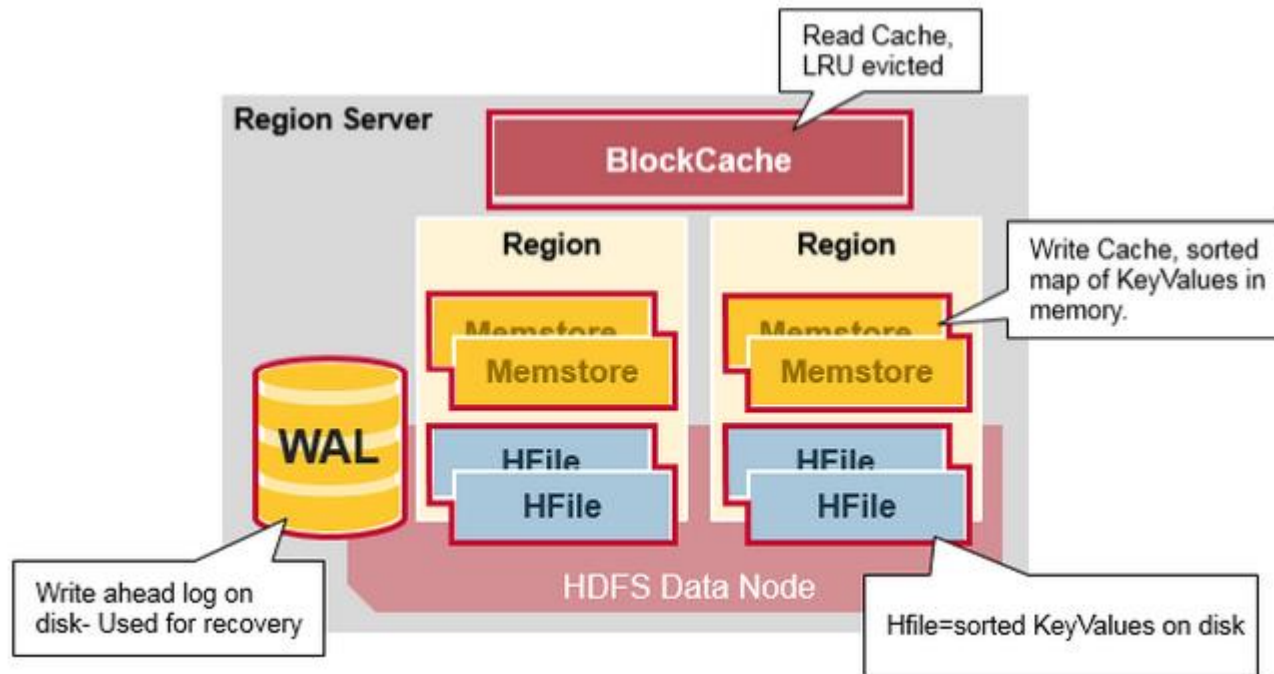 Read Cache,
LRU evicted
Region Server
BlockCache
Region
Region
Write Cache, sorted
map of KeyValues in
memory.
Memstore
Memstore
Memstore
Memstore
WAL
HFile
HFile
HFile
HFile
HDFS Data Node
Write ahead log on
disk- Used for recovery
Hfile=sorted KeyValues on disk